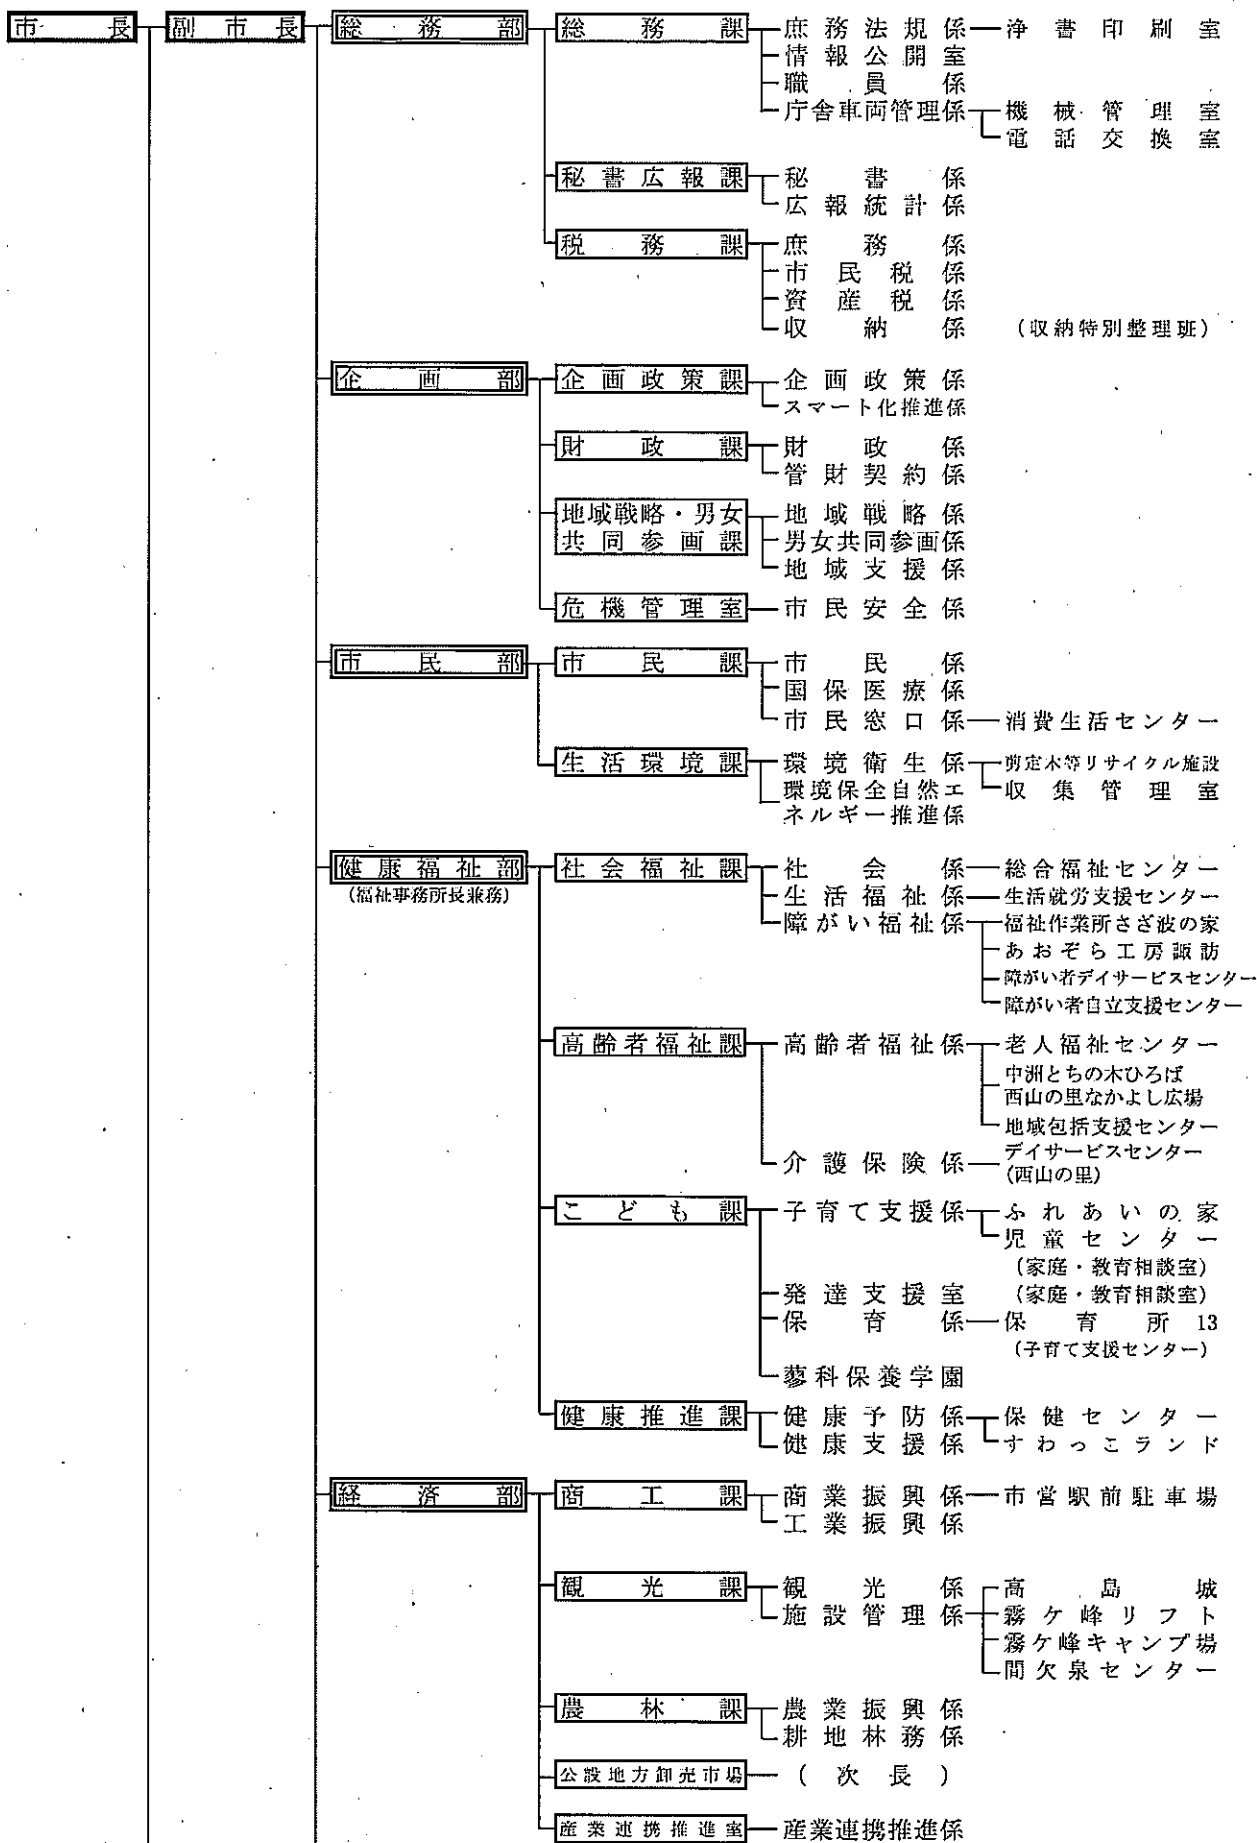 市長 副市長 総務部 総務課 庶務法規係 浄書印刷室
情報公開室
職員係
庁舎車両管理係 機械管理室
電話交換室
秘書広報課 秘書係
広報統計係
税務課 庶務係
市民税係
資産税係
収納係 (収納特別整理班)
企画部 企画政策課 企画政策係
スマート化推進係
財政課 財政係
管財契約係
地域戦略・男女 地域戦略係
共同参画課 男女共同参画係
地域支援係
危機管理室 市民安全係
市民部 市民課 市民係
国保医療係
市民窓口係 消費生活センター
生活環境課 環境衛生係 剪定木等リサイクル施設
環境保全自然エ 収集管理室
ネルギー推進係
健康福祉部 社会福祉課 社会係 総合福祉センター
(福祉事務所長兼務) 生活福祉係 生活就労支援センター
障がい福祉係 福祉作業所さざ波の家
あおぞら工房諏訪
障がい者デイサービスセンター
障がい者自立支援センター
高齢者福祉課 高齢者福祉係 老人福祉センター
中洲とちの木ひろば
西山の里なかよし広場
地域包括支援センター
介護保険係 デイサービスセンター
(西山の里)
こども課 子育て支援係 ふれあいの家
児童センター
(家庭・教育相談室)
発達支援室 (家庭・教育相談室)
保育係 保育所13
(子育て支援センター)
蓼科保養学園
健康推進課 健康予防係 保健センター
健康支援係 すわっこランド
経済部 商工課 商業振興係 市営駅前駐車場
工業振興係
観光課 観光係 高島城
施設管理係 霧ケ峰リフト
霧ケ峰キャンプ場
間欠泉センター
農林課 農業振興係
耕地林務係
公設地方卸売市場 (次長)
産業連携推進室 産業連携推進係